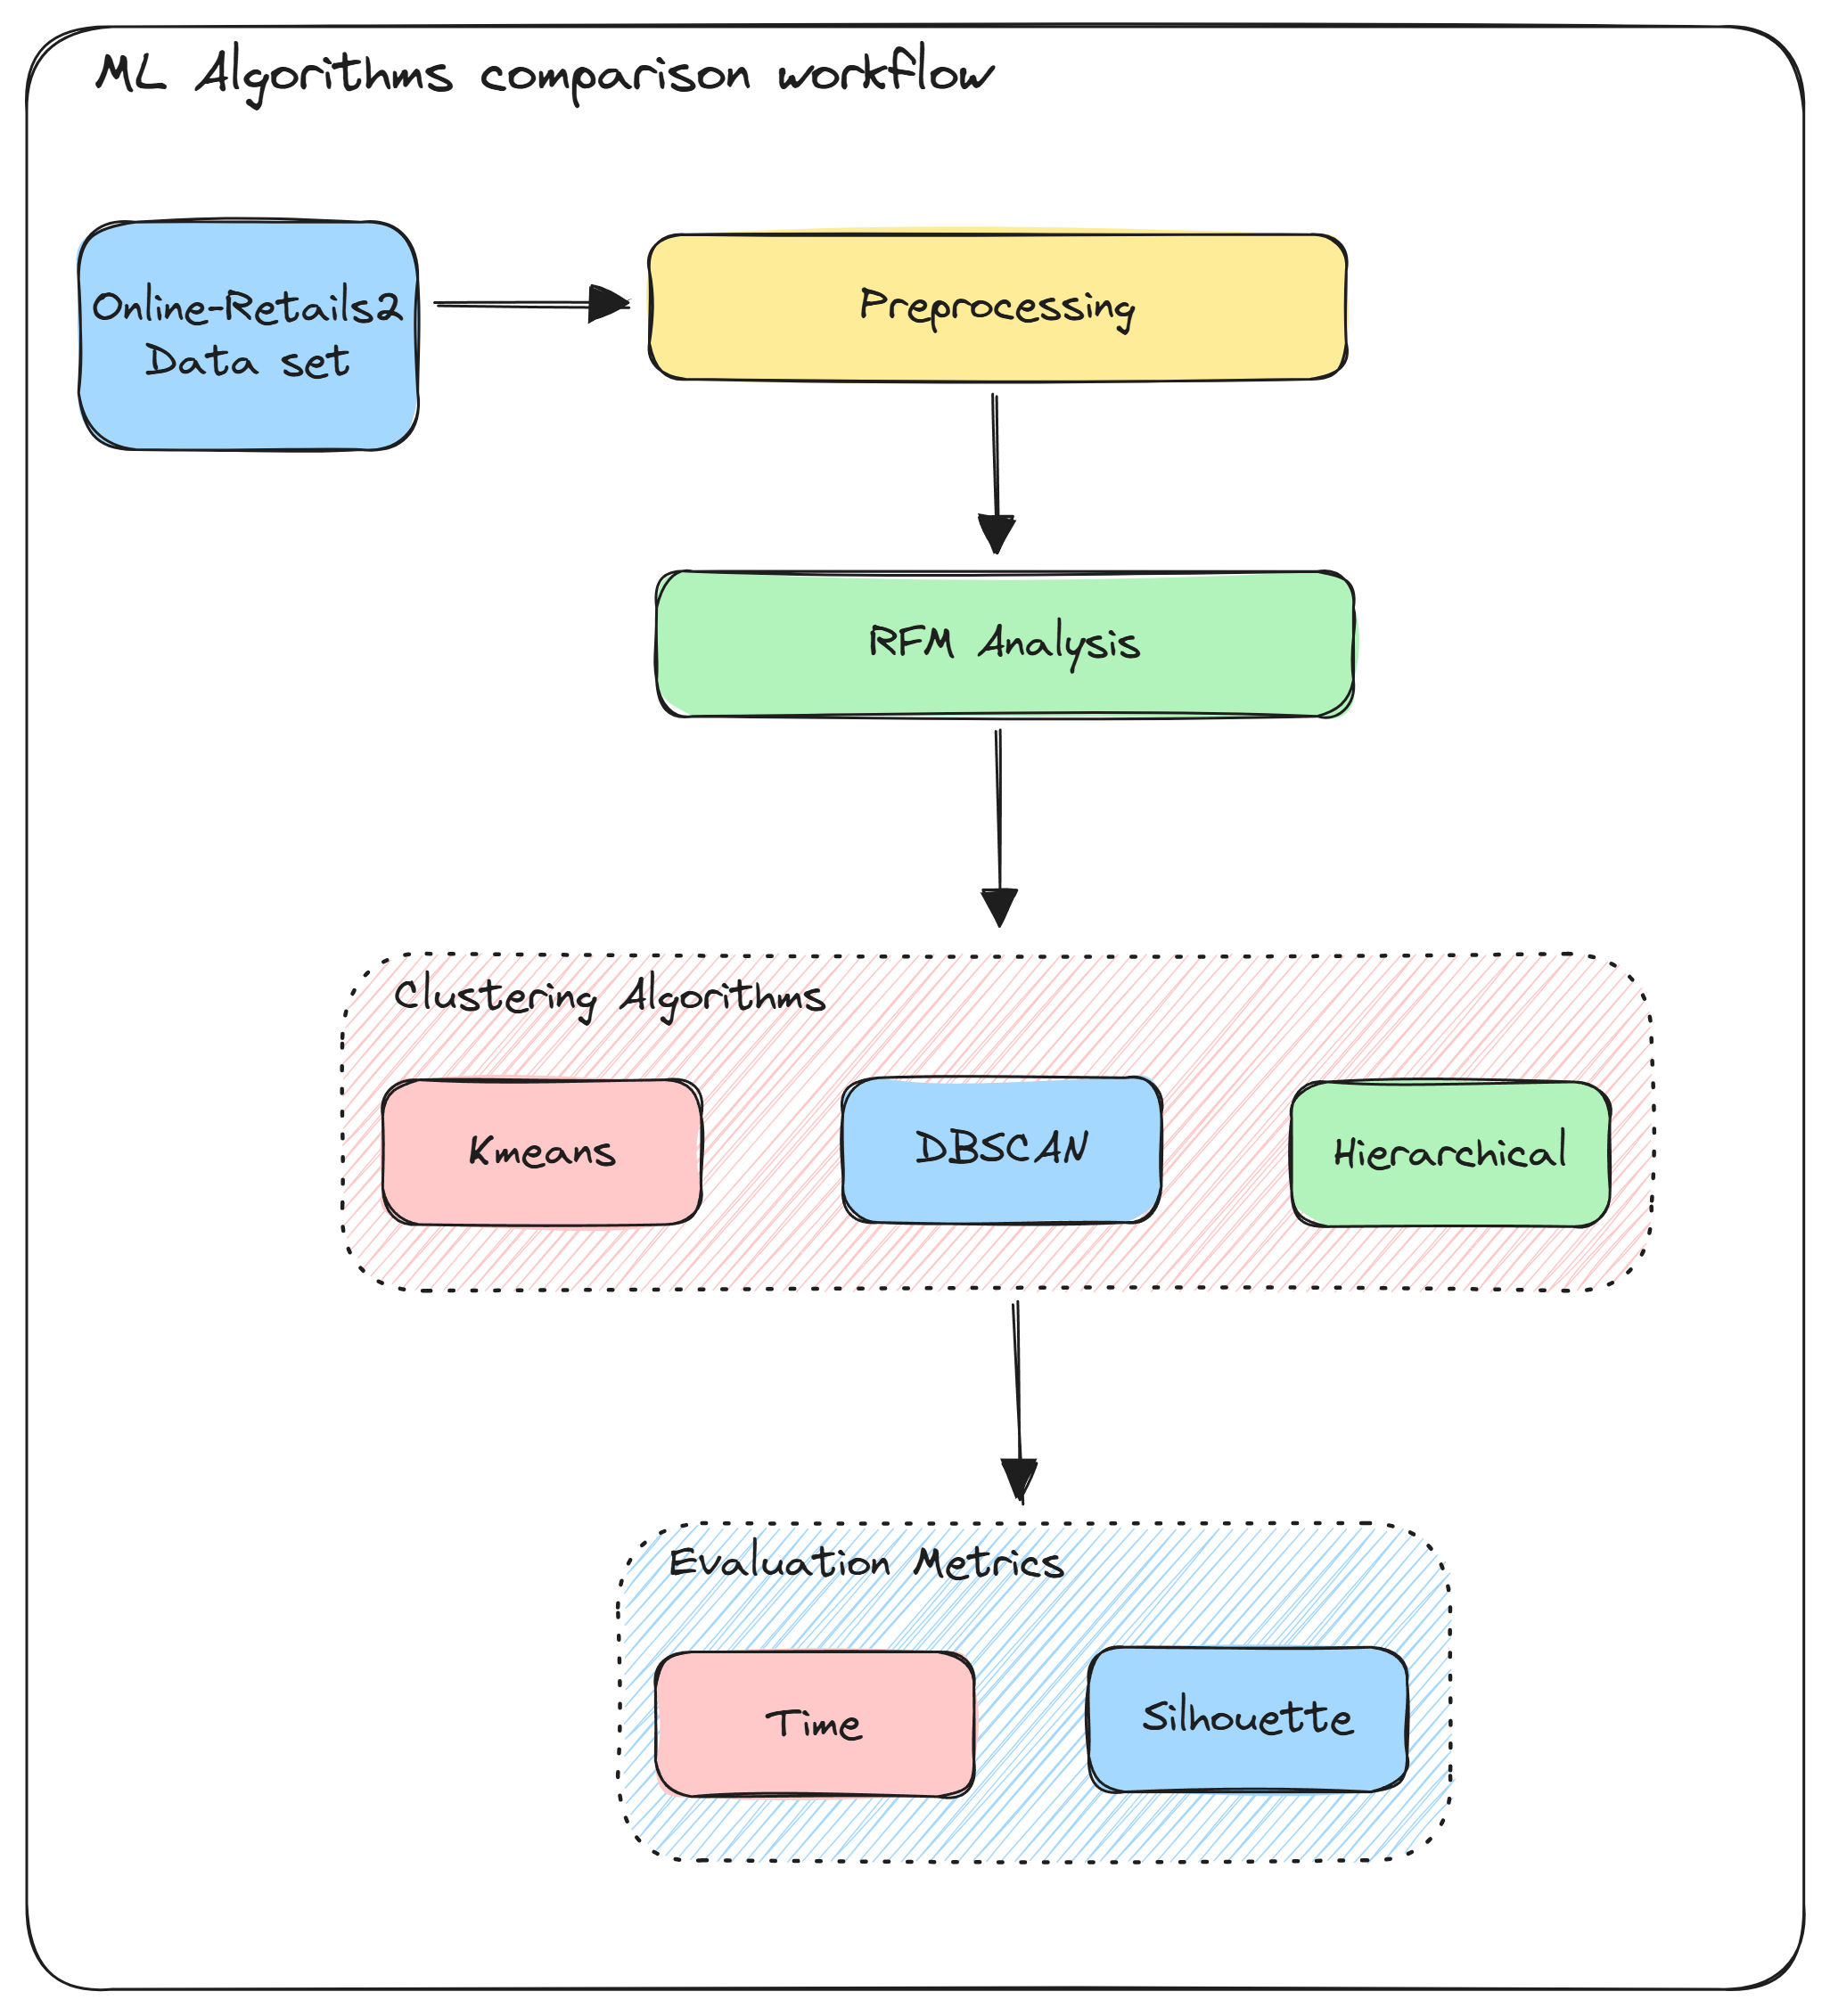 ML Algorithms comparison workflow
Online-Retails2
Data set
Preprocessing
RFM Analysis
Clustering Algorithms
Kmeans
DBSCAN
Hierarchical
Evaluation Metrics
Time
Silhouette